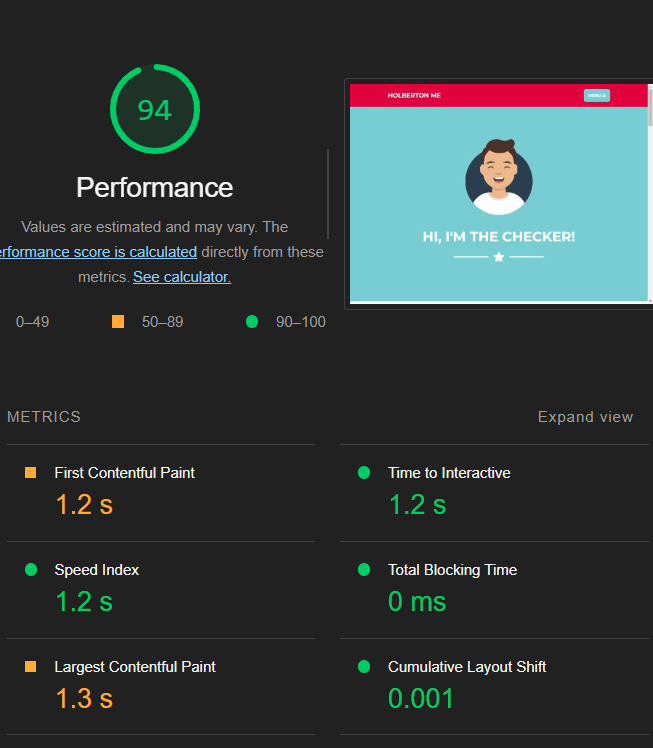 94
Performance
Values are estimated and may vary. The
erformance score is calculated directly from these
metrics. See calculator.
0–49
50–89
90–100
HOLBERTON ME
HI, I'M THE CHECKER!
METRICS
Expand view
First Contentful Paint
1.2 s
Time to Interactive
1.2 s
Speed Index
1.2 s
Total Blocking Time
0 ms
Largest Contentful Paint
1.3 s
Cumulative Layout Shift
0.001